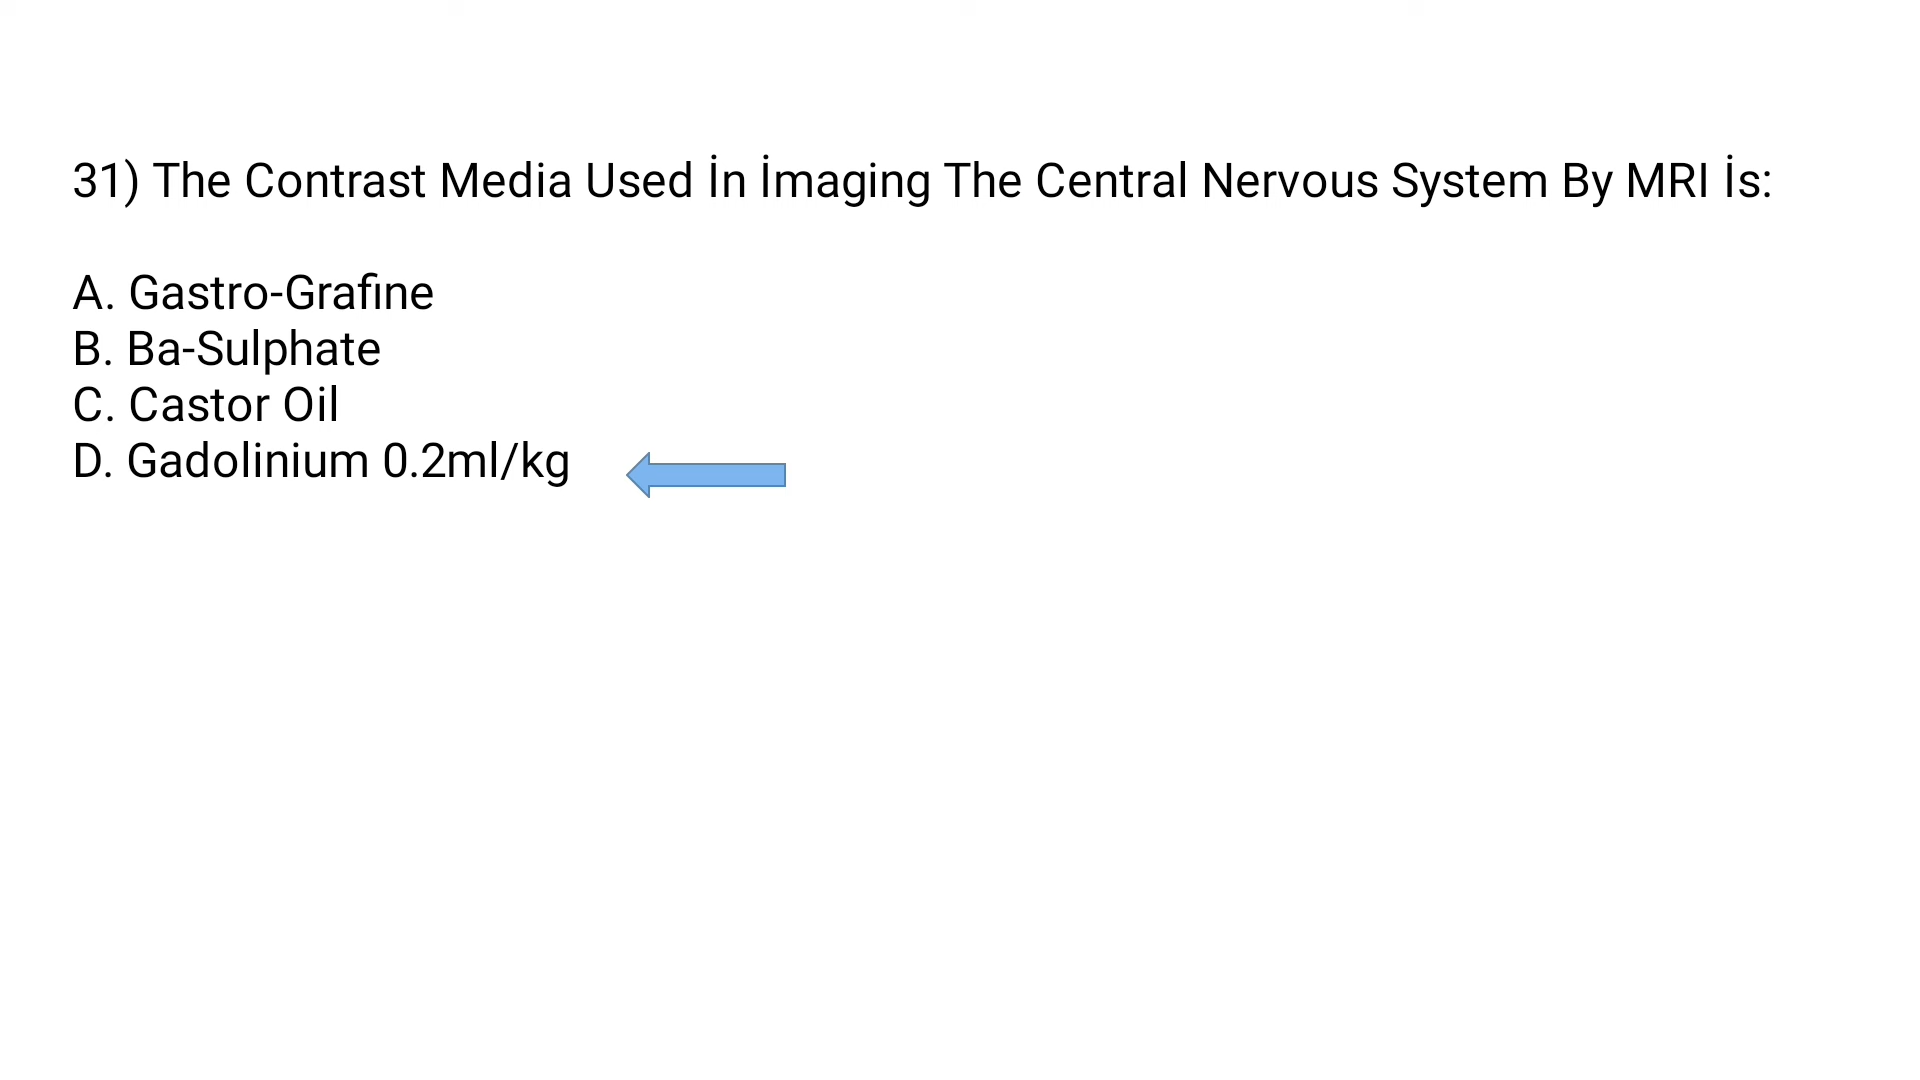 31) The Contrast Media Used İn İmaging The Central Nervous System By MRI İs:
A. Gastro-Grafine
B. Ba-Sulphate
C. Castor Oil
D. Gadolinium 0.2ml/kg